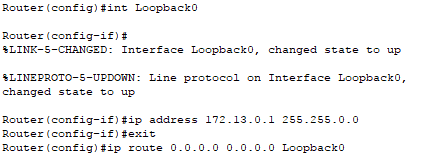 Router(config)#int Loopback0
Router(config-if)#
%LINK-5-CHANGED: Interface Loopback0, changed state to up
%LINEPROTO-5-UPDOWN: Line protocol on Interface Loopback0,
changed state to up
Router(config-if)#ip address 172.13.0.1 255.255.0.0
Router(config-if)#exit
Router(config)#ip route 0.0.0.0 0.0.0.0 Loopback0